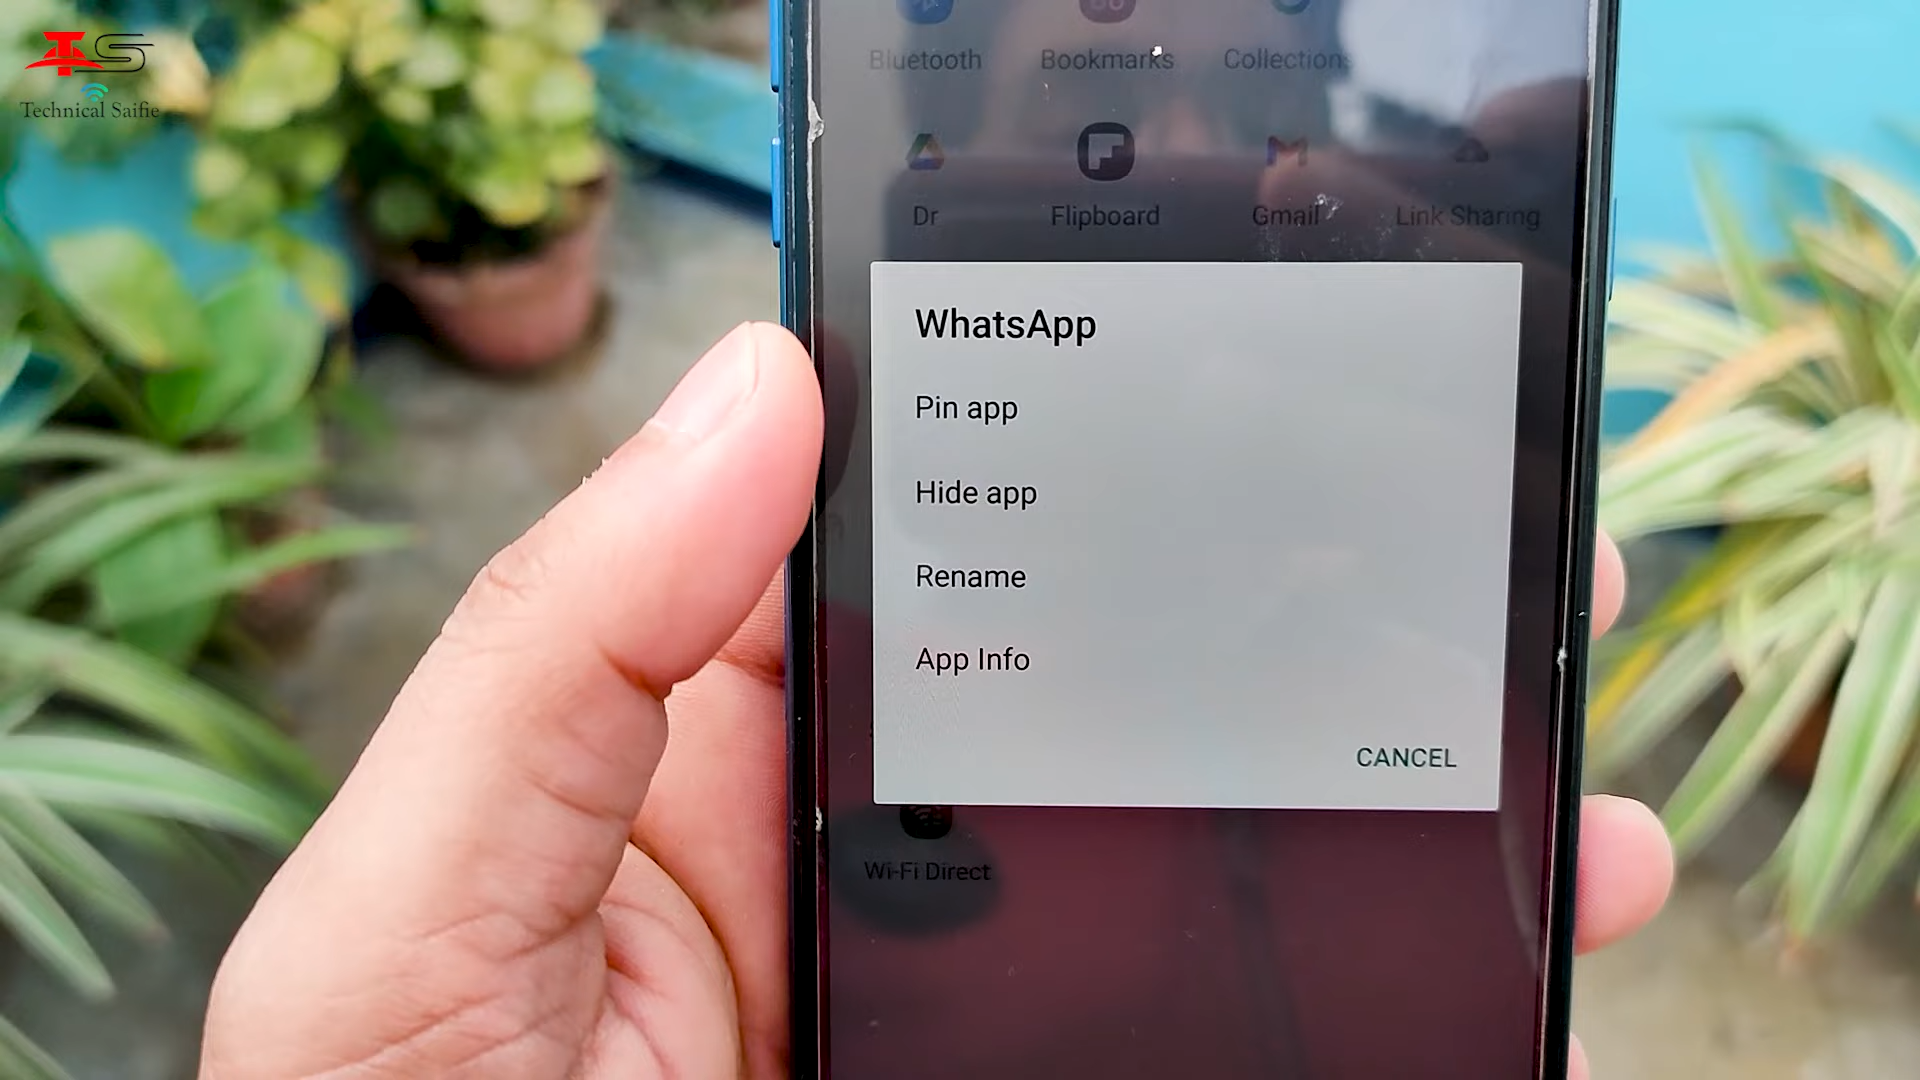 TS
Technical Saifie
Bluetooth Bookmarks Collections
Dr Flipboard Gmail Link Sharing
WhatsApp
Pin app
Hide app
Rename
App Info
CANCEL
Wi-Fi Direct